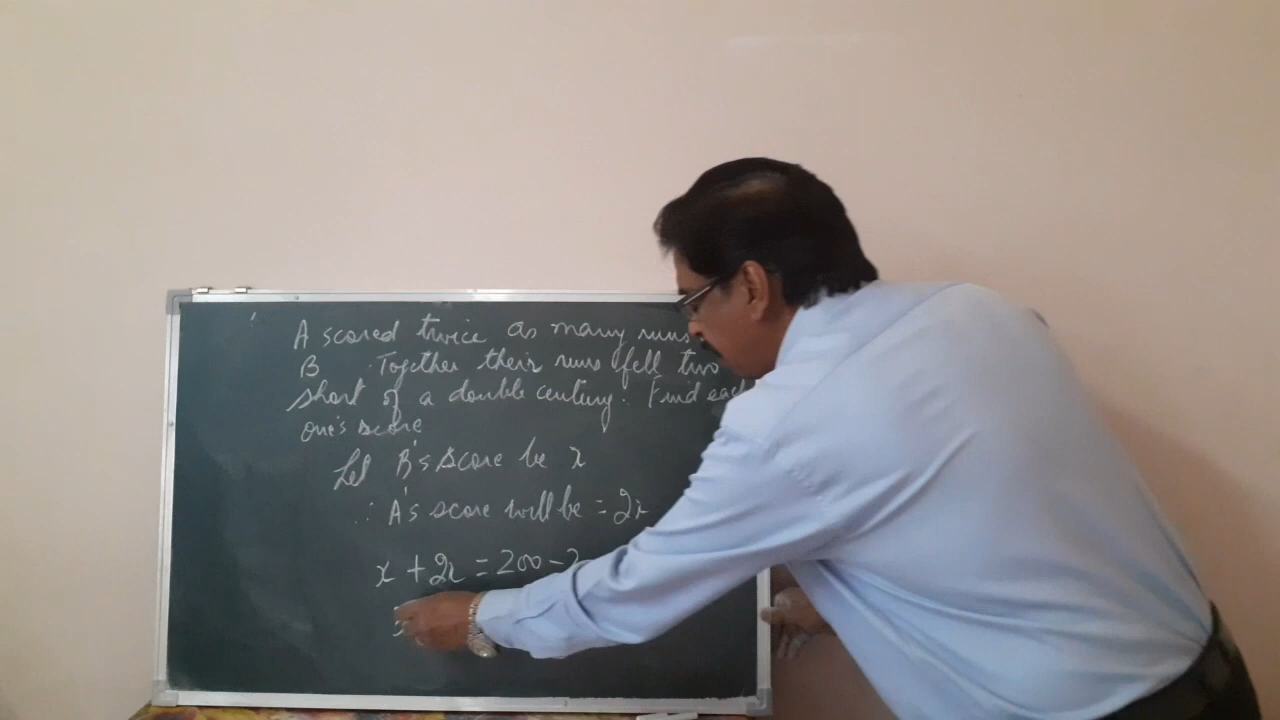 A scored twice as many runs
B. Together their runs fell two
short of a double century. Find each
one's score
Let B's score be x
∴ A's score will be = 2x
x + 2x = 200 - 2